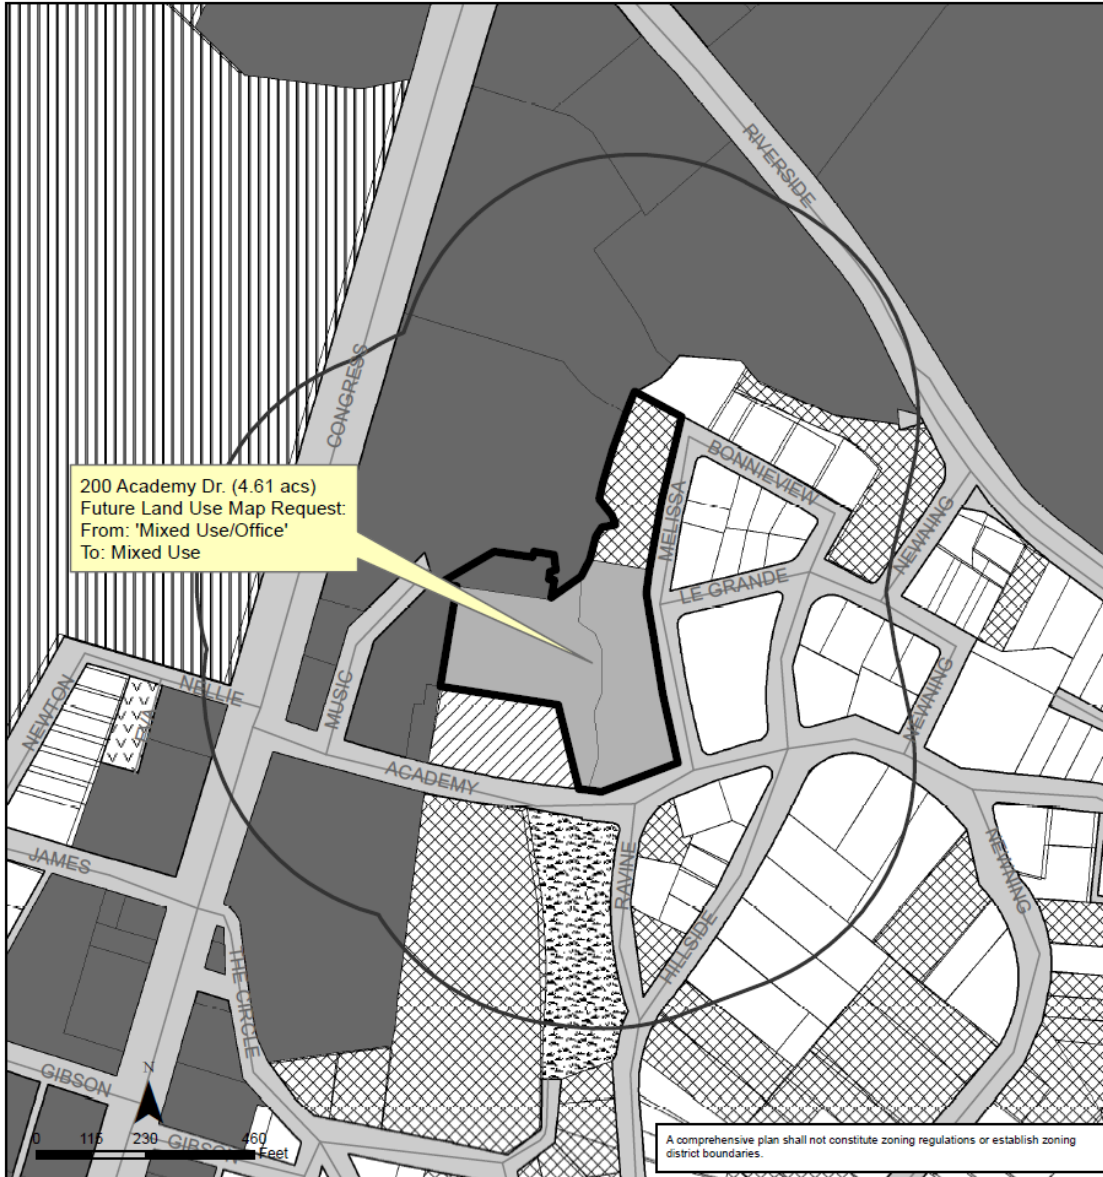 RIVERSIDE
CONGRESS
200 Academy Dr. (4.61 acs)
Future Land Use Map Request:
From: 'Mixed Use/Office'
To: Mixed Use
BONNIEVIEW
MELISSA
NEWNING
LE GRANDE
NEWTON
NELLIE
MUSIC
NEWNING
ACADEMY
JAMES
RAVINE
NEWNING
HILLSIDE
THE CIRCLE
GIBSON
N
GIBSON
0 115 230 460
Feet
A comprehensive plan shall not constitute zoning regulations or establish zoning
district boundaries.